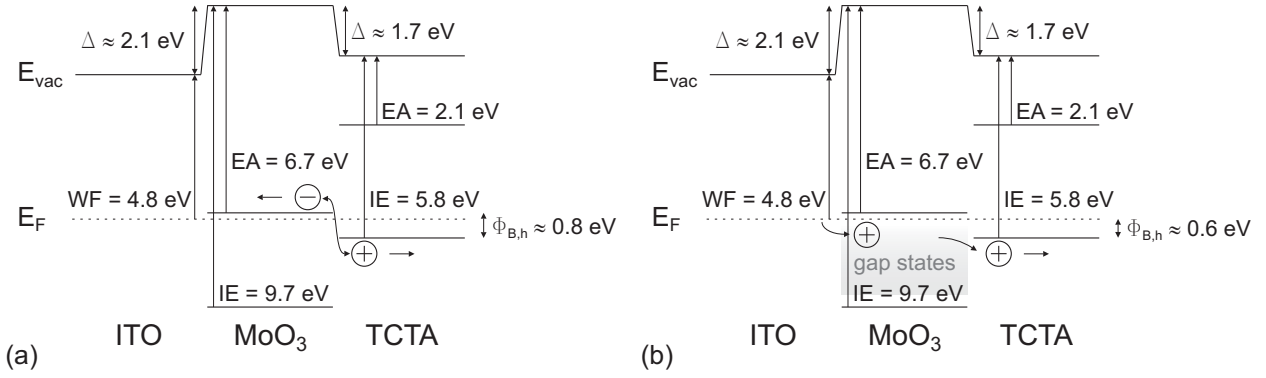 Δ ≈ 2.1 eV
Δ ≈ 1.7 eV
E_vac
EA = 2.1 eV
EA = 6.7 eV
WF = 4.8 eV
IE = 5.8 eV
−
E_F
Φ_B,h ≈ 0.8 eV
+
IE = 9.7 eV
ITO
MoO₃
TCTA
(a)
Δ ≈ 2.1 eV
Δ ≈ 1.7 eV
E_vac
EA = 2.1 eV
EA = 6.7 eV
WF = 4.8 eV
IE = 5.8 eV
E_F
Φ_B,h ≈ 0.6 eV
+
gap states
+
IE = 9.7 eV
ITO
MoO₃
TCTA
(b)